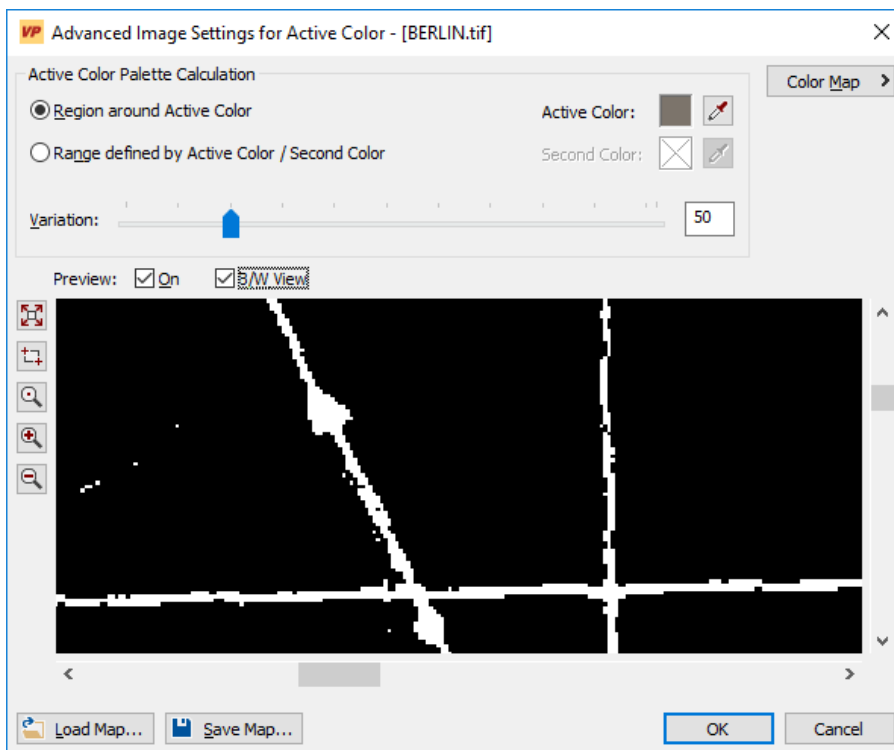 VP Advanced Image Settings for Active Color - [BERLIN.tif]
Active Color Palette Calculation
Color Map >
Region around Active Color
Active Color:
Range defined by Active Color / Second Color
Second Color:
Variation:
50
Preview: On B/W View
Load Map...
Save Map...
OK
Cancel